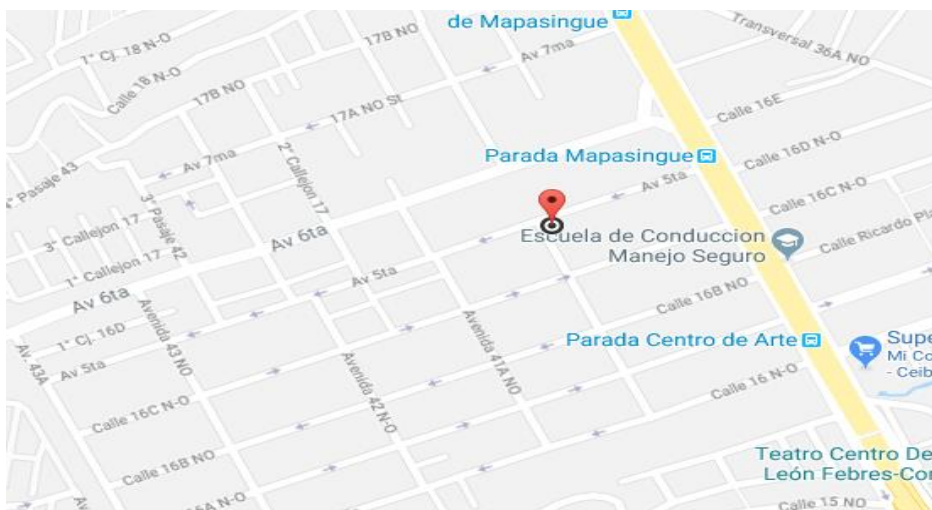 de Mapasingue
Transversal 36A NO
17B NO
Av 7ma
1° Cj. 18 N-O
Calle 18 N-O
17B NO
17A NO St
Calle 16E
Parada Mapasingue
Calle 16D N-O
Av 7ma
2° Callejon 17
Pasaje 43
3° Pasaje 42
Av 5ta
Calle 16C N-O
3° Callejon 17
Av 6ta
Escuela de Conduccion
Manejo Seguro
Calle Ricardo Pla
1° Callejon 17
Av 5ta
Av 6ta
Calle 16B NO
1° Cj. 16D
Avenida 43 NO
Avenida 41A NO
Parada Centro de Arte
Supe
Mi Co
- Ceib
Av. 43A
Av 5ta
Avenida 42 N-O
Calle 16 N-O
Calle 16C N-O
Teatro Centro De
León Febres-Cor
Calle 16B NO
Av
16A N-O
Calle 15 NO